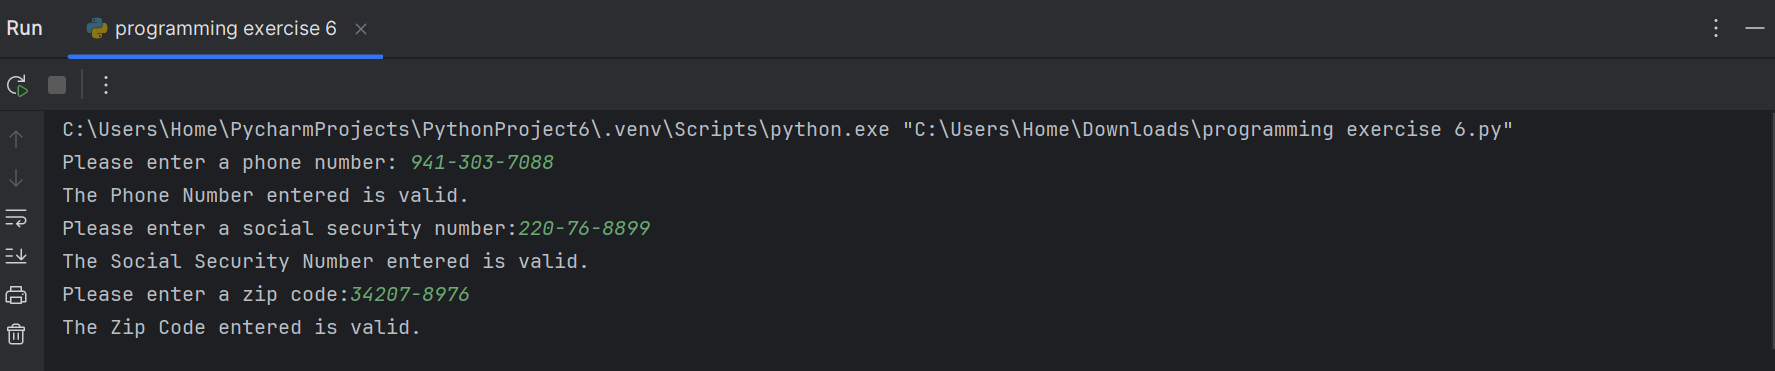 Run programming exercise 6
C:\Users\Home\PycharmProjects\PythonProject6\.venv\Scripts\python.exe "C:\Users\Home\Downloads\programming exercise 6.py"
Please enter a phone number: 941-303-7088
The Phone Number entered is valid.
Please enter a social security number:220-76-8899
The Social Security Number entered is valid.
Please enter a zip code:34207-8976
The Zip Code entered is valid.